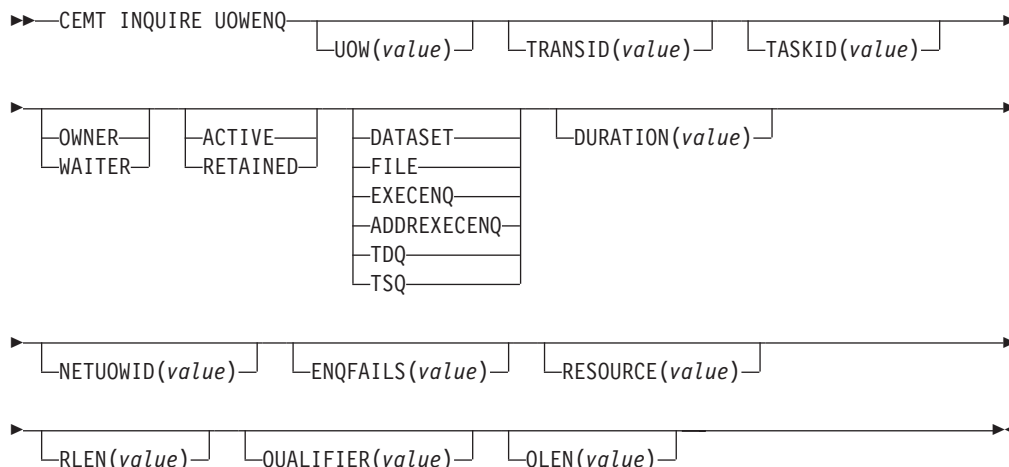 CEMT INQUIRE UOWENQ
UOW(value) TRANSID(value) TASKID(value)
OWNER ACTIVE DATASET DURATION(value)
WAITER RETAINED FILE
EXECENQ
ADDREXECENQ
TDQ
TSQ
NETUOWID(value) ENQFAILS(value) RESOURCE(value)
RLEN(value) QUALIFIER(value) QLEN(value)